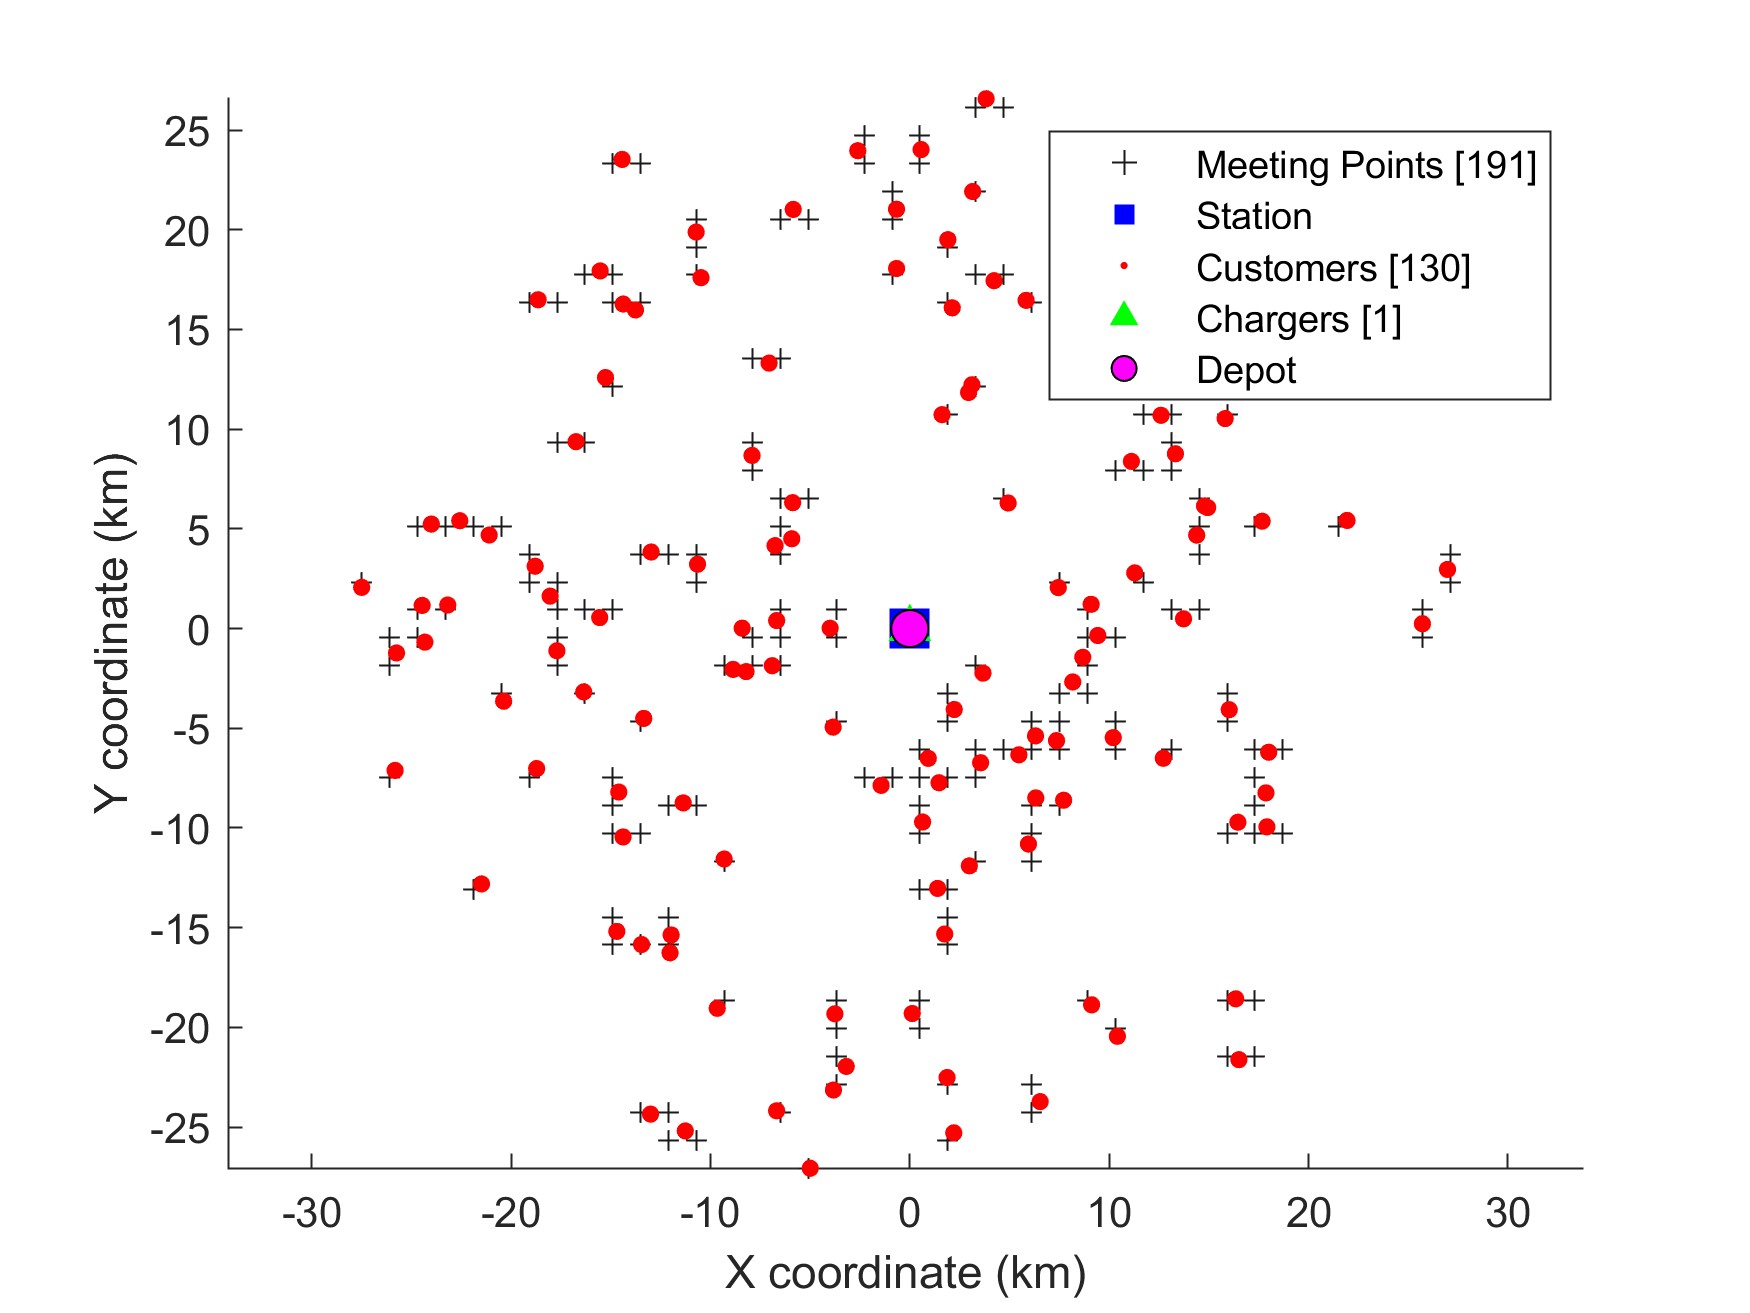 25
20
15
10
5
0
-5
-10
-15
-20
-25
Y coordinate (km)
Meeting Points [191]
Station
Customers [130]
Chargers [1]
Depot
-30 -20 -10 0 10 20 30
X coordinate (km)